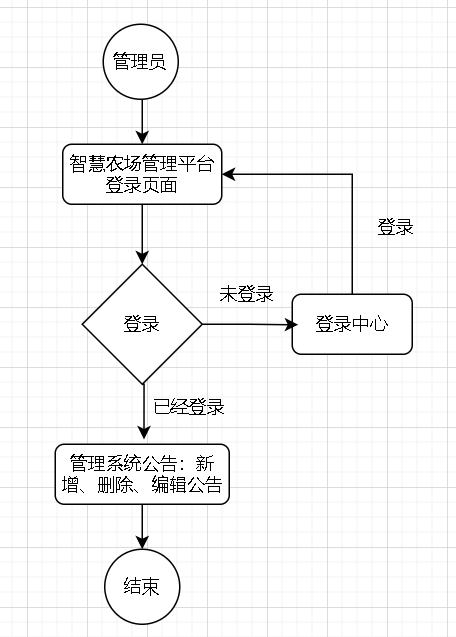 管理员
智慧农场管理平台
登录页面
登录
登录
未登录
登录中心
已经登录
管理系统公告：新
增、删除、编辑公告
结束